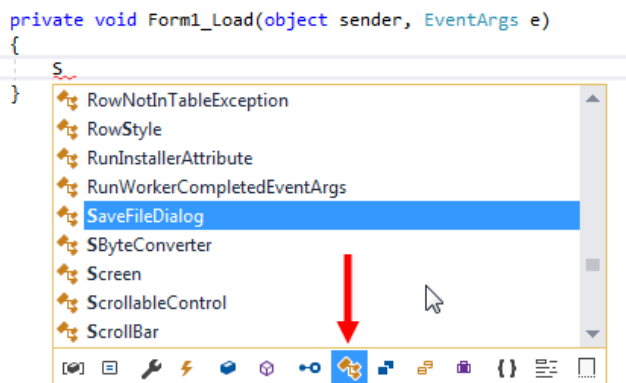 private void Form1_Load(object sender, EventArgs e)
{
S
}
RowNotInTableException
RowStyle
RunInstallerAttribute
RunWorkerCompletedEventArgs
SaveFileDialog
SByteConverter
Screen
ScrollableControl
ScrollBar
{ }